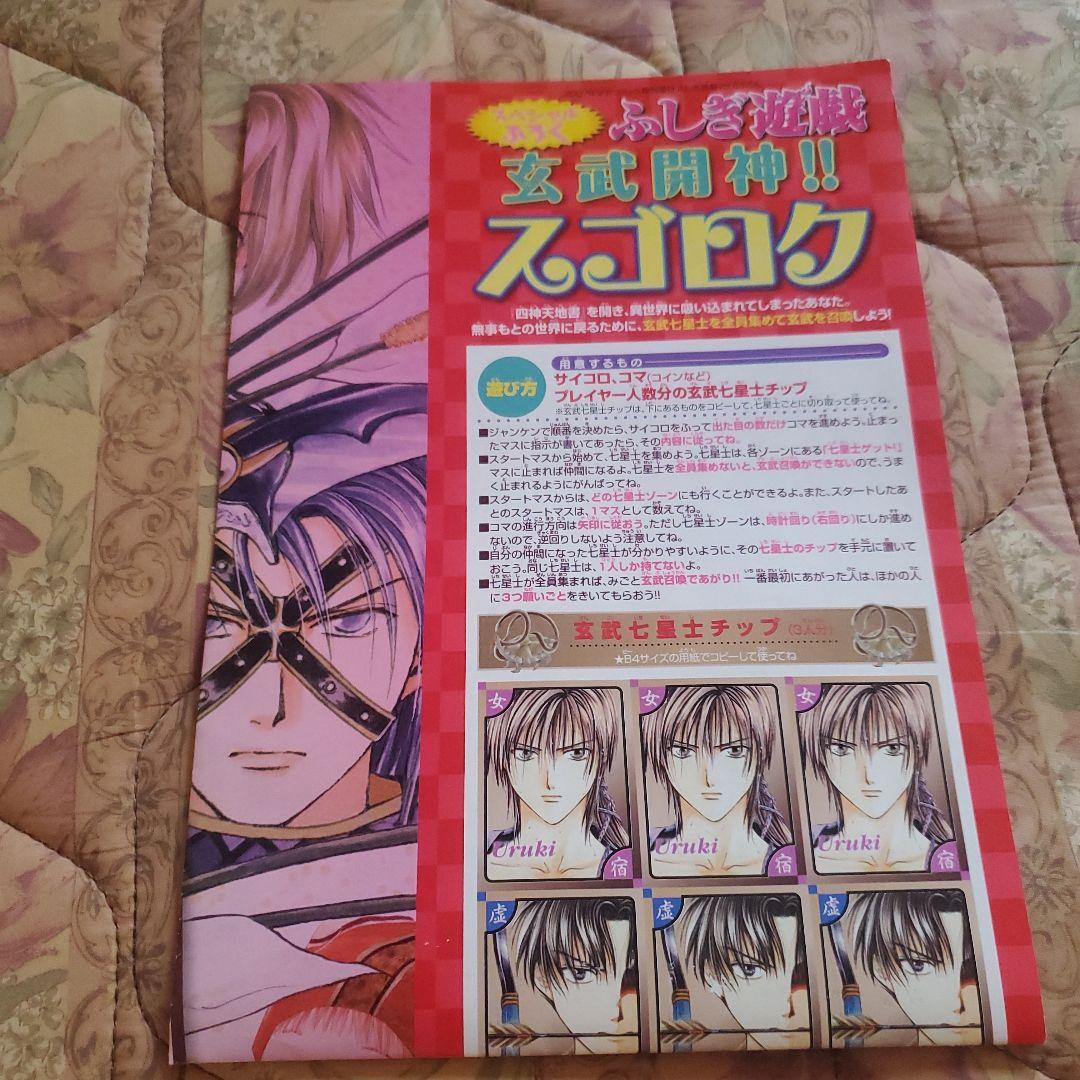 スペシャル
ふろく
ふしぎ遊戯
玄武開神!!
スゴロク
『四神天地書』を開き、異世界に吸い込まれてしまったあなた。
無事もとの世界に戻るために、玄武七星士を全員集めて玄武を召喚しよう!
遊び方
用意するもの
サイコロ、コマ(コインなど)
プレイヤー人数分の玄武七星士チップ
※玄武七星士チップは、下にあるものをコピーして、七星士ごとに切り取って使ってね。
■ジャンケンで順番を決めたら、サイコロをふって出た目の数だけコマを進めよう。止まっ
たマスに指示が書いてあったら、その内容に従ってね。
■スタートマスから始めて、七星士を集めよう。七星士は、各ゾーンにある「七星士ゲット!」
マスに止まれば仲間になるよ。七星士を全員集めないと、玄武召喚ができないので、うま
く止まれるようにがんばってね。
■スタートマスからは、どの七星士ゾーンにも行くことができるよ。また、スタートしたあ
とのスタートマスは、1マスとして数えてね。
■コマの進行方向は矢印に従おう。ただし七星士ゾーンは、時計回り(右回り)にしか進め
ないので、逆回りしないよう注意してね。
■自分の仲間になった七星士が分かりやすいように、その七星士のチップを手元に置いて
おこう。同じ七星士は、1人しか持てないよ。
■七星士が全員集まれば、みごと玄武召喚であがり!! 一番最初にあがった人は、ほかの人
に3つ願いごとをきいてもらおう!!
玄武七星士チップ(3人分)
★B4サイズの用紙でコピーして使ってね
女
Uruki
宿
女
Uruki
宿
女
Uruki
宿
虚
虚
虚